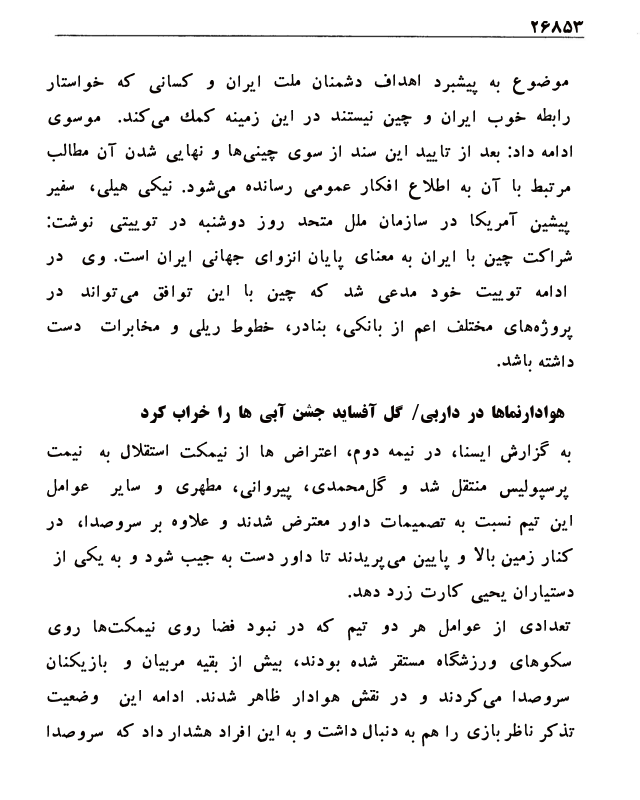 ۲۶۸۵۳
موضوع به پیشبرد اهداف دشمنان ملت ایران و کسانی که خواستار
رابطه خوب ایران و چین نیستند در این زمینه کمک می‌کند. موسوی
ادامه داد: بعد از تایید این سند از سوی چینی‌ها و نهایی شدن آن مطالب
مرتبط با آن به اطلاع افکار عمومی رسانده می‌شود. نیکی هیلی، سفیر
پیشین آمریکا در سازمان ملل متحد روز دوشنبه در توییتی نوشت:
شراکت چین با ایران به معنای پایان انزوای جهانی ایران است. وی در
ادامه توییت خود مدعی شد که چین با این توافق می‌تواند در
پروژه‌های مختلف اعم از بانکی، بنادر، خطوط ریلی و مخابرات دست
داشته باشد.
هوادارنماها در داربی/ گل آفساید جشن آبی ها را خراب کرد
به گزارش ایسنا، در نیمه دوم، اعتراض ها از نیمکت استقلال به نیمت
پرسپولیس منتقل شد و گل‌محمدی، پیروانی، مطهری و سایر عوامل
این تیم نسبت به تصمیمات داور معترض شدند و علاوه بر سروصدا، در
کنار زمین بالا و پایین می‌پریدند تا داور دست به جیب شود و به یکی از
دستیاران یحیی کارت زرد دهد.
تعدادی از عوامل هر دو تیم که در نبود فضا روی نیمکت‌ها روی
سکوهای ورزشگاه مستقر شده بودند، بیش از بقیه مربیان و بازیکنان
سروصدا می‌کردند و در نقش هوادار ظاهر شدند. ادامه این وضعیت
تذکر ناظر بازی را هم به دنبال داشت و به این افراد هشدار داد که سروصدا